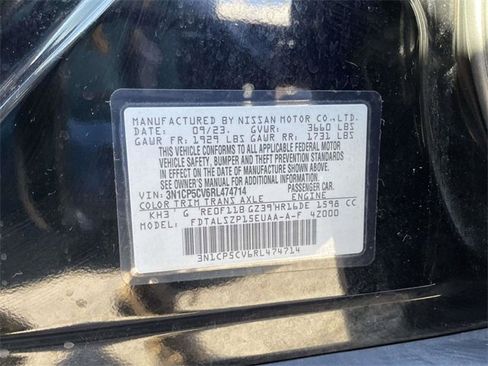 MANUFACTURED BY NISSAN MOTOR CO.,LTD.
DATE: 09/23. GVWR: 3660 LBS
GAWR FR: 1929 LBS GAWR RR: 1731 LBS
THIS VEHICLE CONFORMS TO ALL APPLICABLE FEDERAL MOTOR
VEHICLE SAFETY, BUMPER AND THEFT PREVENTION STANDARDS
IN EFFECT ON THE DATE OF MANUFACTURE SHOWN ABOVE.
SEE OWNER'S MANUAL FOR ADDITIONAL INFORMATION.
VIN: 3N1CP5CV6RL474714 PASSENGER CAR.
COLOR TRIM TRANS AXLE ENGINE
KH3 G RE0F11B GZ39 HR16DE 1598 CC
MODEL: FDTALSZP15EUAA-A-F 42000
3N1CP5CV6RL474714